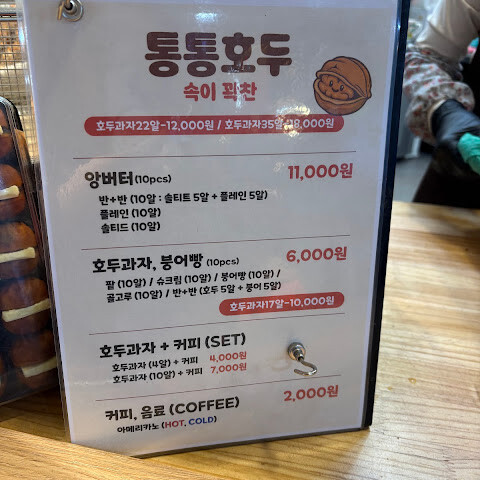 통통호두
속이 꽉찬
호두과자22알-12,000원 / 호두과자35알-18,000원
앙버터(10pcs) 11,000원
반+반 (10알 : 솔티트 5알 + 플레인 5알)
플레인 (10알)
솔티드 (10알)
호두과자, 붕어빵 (10pcs) 6,000원
팥 (10알) / 슈크림 (10알) / 붕어빵 (10알) /
골고루 (10알) / 반+반 (호두 5알 + 붕어 5알)
호두과자17알-10,000원
호두과자 + 커피 (SET)
호두과자 (4알) + 커피 4,000원
호두과자 (10알) + 커피 7,000원
커피, 음료 (COFFEE) 2,000원
아메리카노 (HOT, COLD)